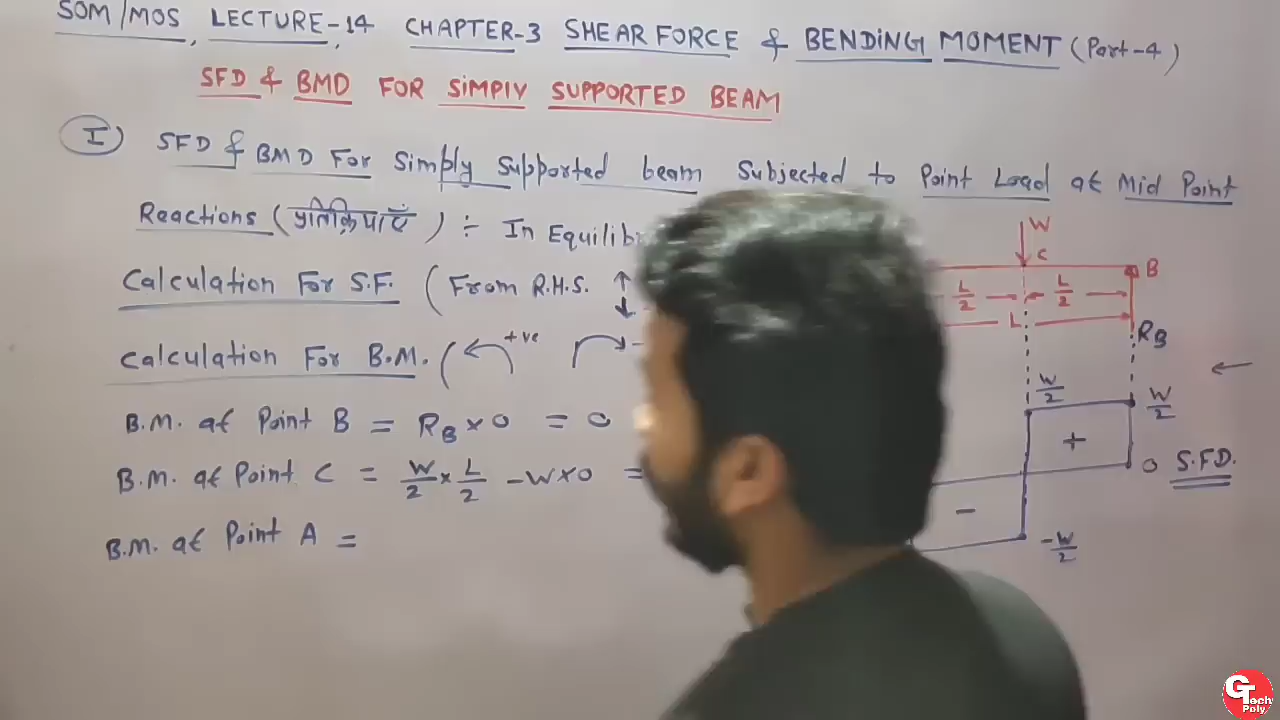 SOM/MOS, LECTURE-14, CHAPTER-3 SHEAR FORCE & BENDING MOMENT (Part-4)
SFD & BMD FOR SIMPLY SUPPORTED BEAM
I) SFD & BMD For Simply Supported beam Subjected to Point Load at Mid Point
Reactions (प्रतिक्रियाएँ) ÷ In
W
C
B
Calculation For S.F. (From R.H.S. ↑ ↓
L/2 L/2
L
RB
Calculation For B.M. ( +ve -
W/2 W/2
B.M. at Point B = RB×0 = 0
+
0 S.FD.
B.M. at Point C = W/2 × L/2 - W×0 =
-
-W/2
B.M. at Point A =
GTech Poly